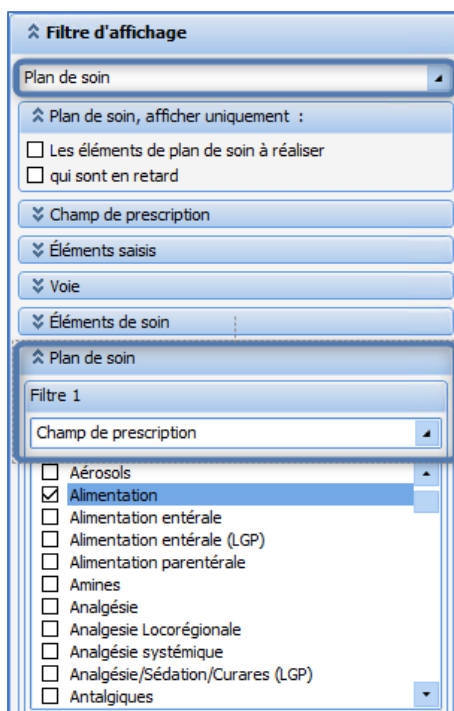 Filtre d'affichage
Plan de soin
Plan de soin, afficher uniquement :
Les éléments de plan de soin à réaliser
qui sont en retard
Champ de prescription
Éléments saisis
Voie
Éléments de soin
Plan de soin
Filtre 1
Champ de prescription
Aérosols
Alimentation
Alimentation entérale
Alimentation entérale (LGP)
Alimentation parentérale
Amines
Analgésie
Analgesie Locorégionale
Analgésie systémique
Analgésie/Sédation/Curares (LGP)
Antalgiques